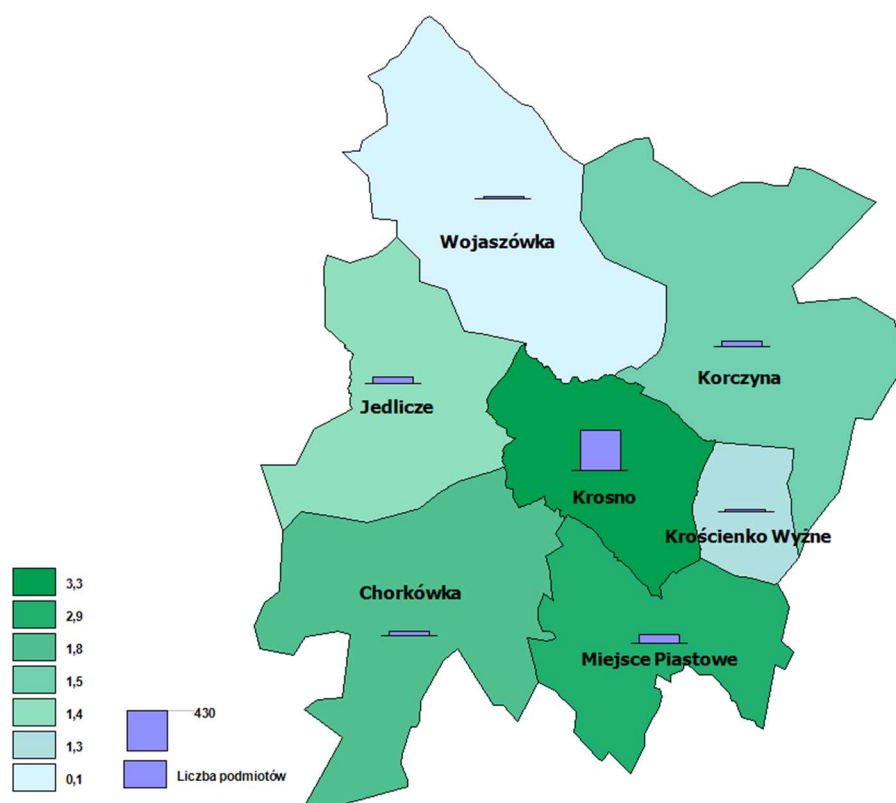 Wojaszówka
Korczyna
Jedlicze
Krosno
Krościenko Wyżne
Chorkówka
Miejsce Piastowe
3,3
2,9
1,8
1,5
1,4
1,3
0,1
430
Liczba podmiotów